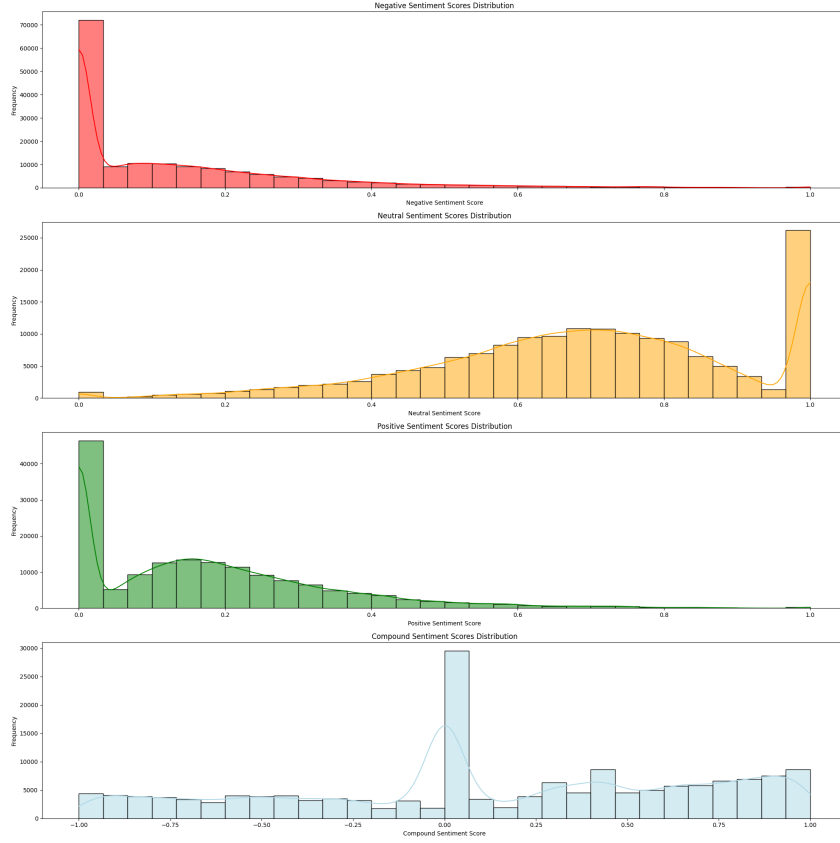 Negative Sentiment Scores Distribution
70000
60000
50000
40000
30000
20000
10000
0
Frequency
0.0 0.2 0.4 0.6 0.8 1.0
Negative Sentiment Score
Neutral Sentiment Scores Distribution
25000
20000
15000
10000
5000
0
Frequency
0.0 0.2 0.4 0.6 0.8 1.0
Neutral Sentiment Score
Positive Sentiment Scores Distribution
40000
30000
20000
10000
0
Frequency
0.0 0.2 0.4 0.6 0.8 1.0
Positive Sentiment Score
Compound Sentiment Scores Distribution
30000
25000
20000
15000
10000
5000
0
Frequency
−1.00 −0.75 −0.50 −0.25 0.00 0.25 0.50 0.75 1.00
Compound Sentiment Score